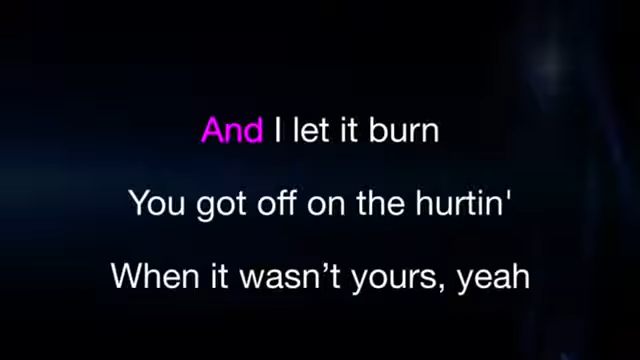 And I let it burn
You got off on the hurtin'
When it wasn’t yours, yeah